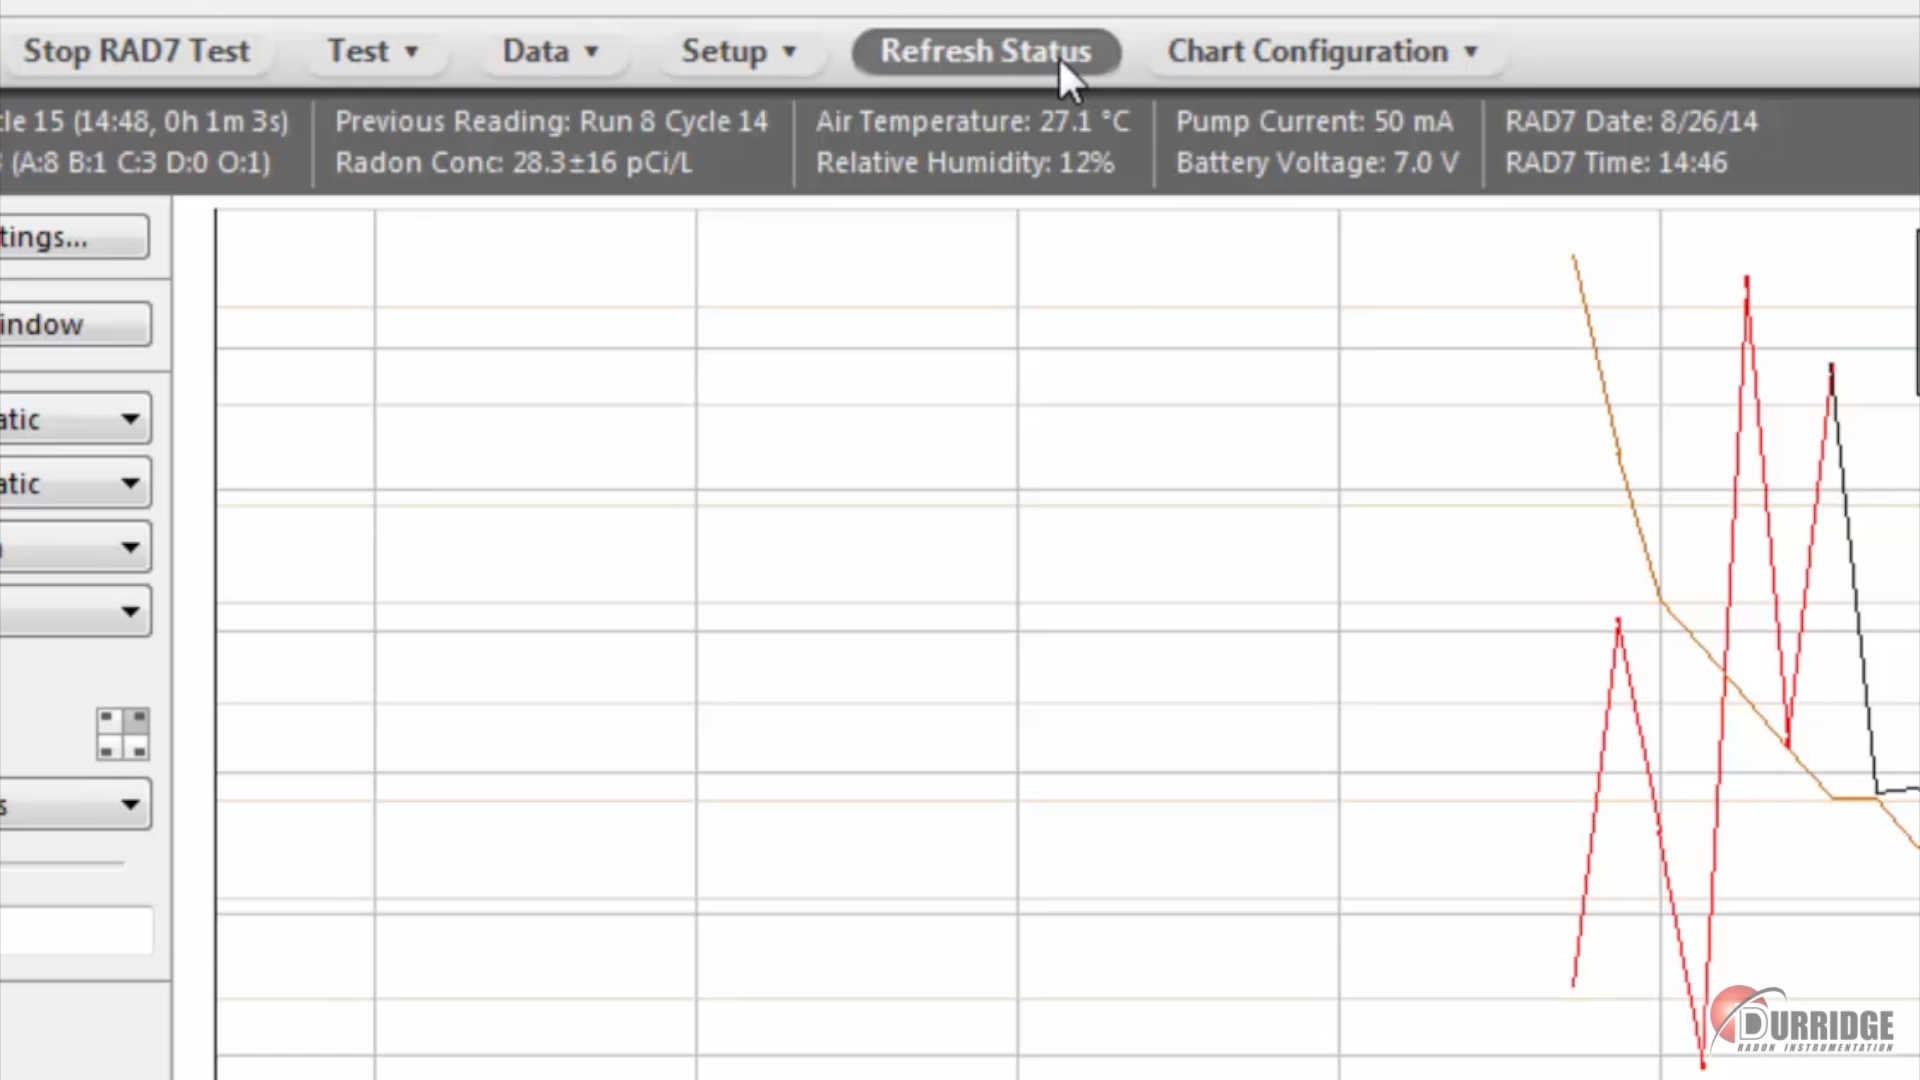 Stop RAD7 Test
Test
Data
Setup
Refresh Status
Chart Configuration
15 (14:48, 0h 1m 3s)
(A:8 B:1 C:3 D:0 O:1)
Previous Reading: Run 8 Cycle 14
Radon Conc: 28.3±16 pCi/L
Air Temperature: 27.1 °C
Relative Humidity: 12%
Pump Current: 50 mA
Battery Voltage: 7.0 V
RAD7 Date: 8/26/14
RAD7 Time: 14:46
tings...
indow
atic
atic
s
DURRIDGE
RADON INSTRUMENTATION